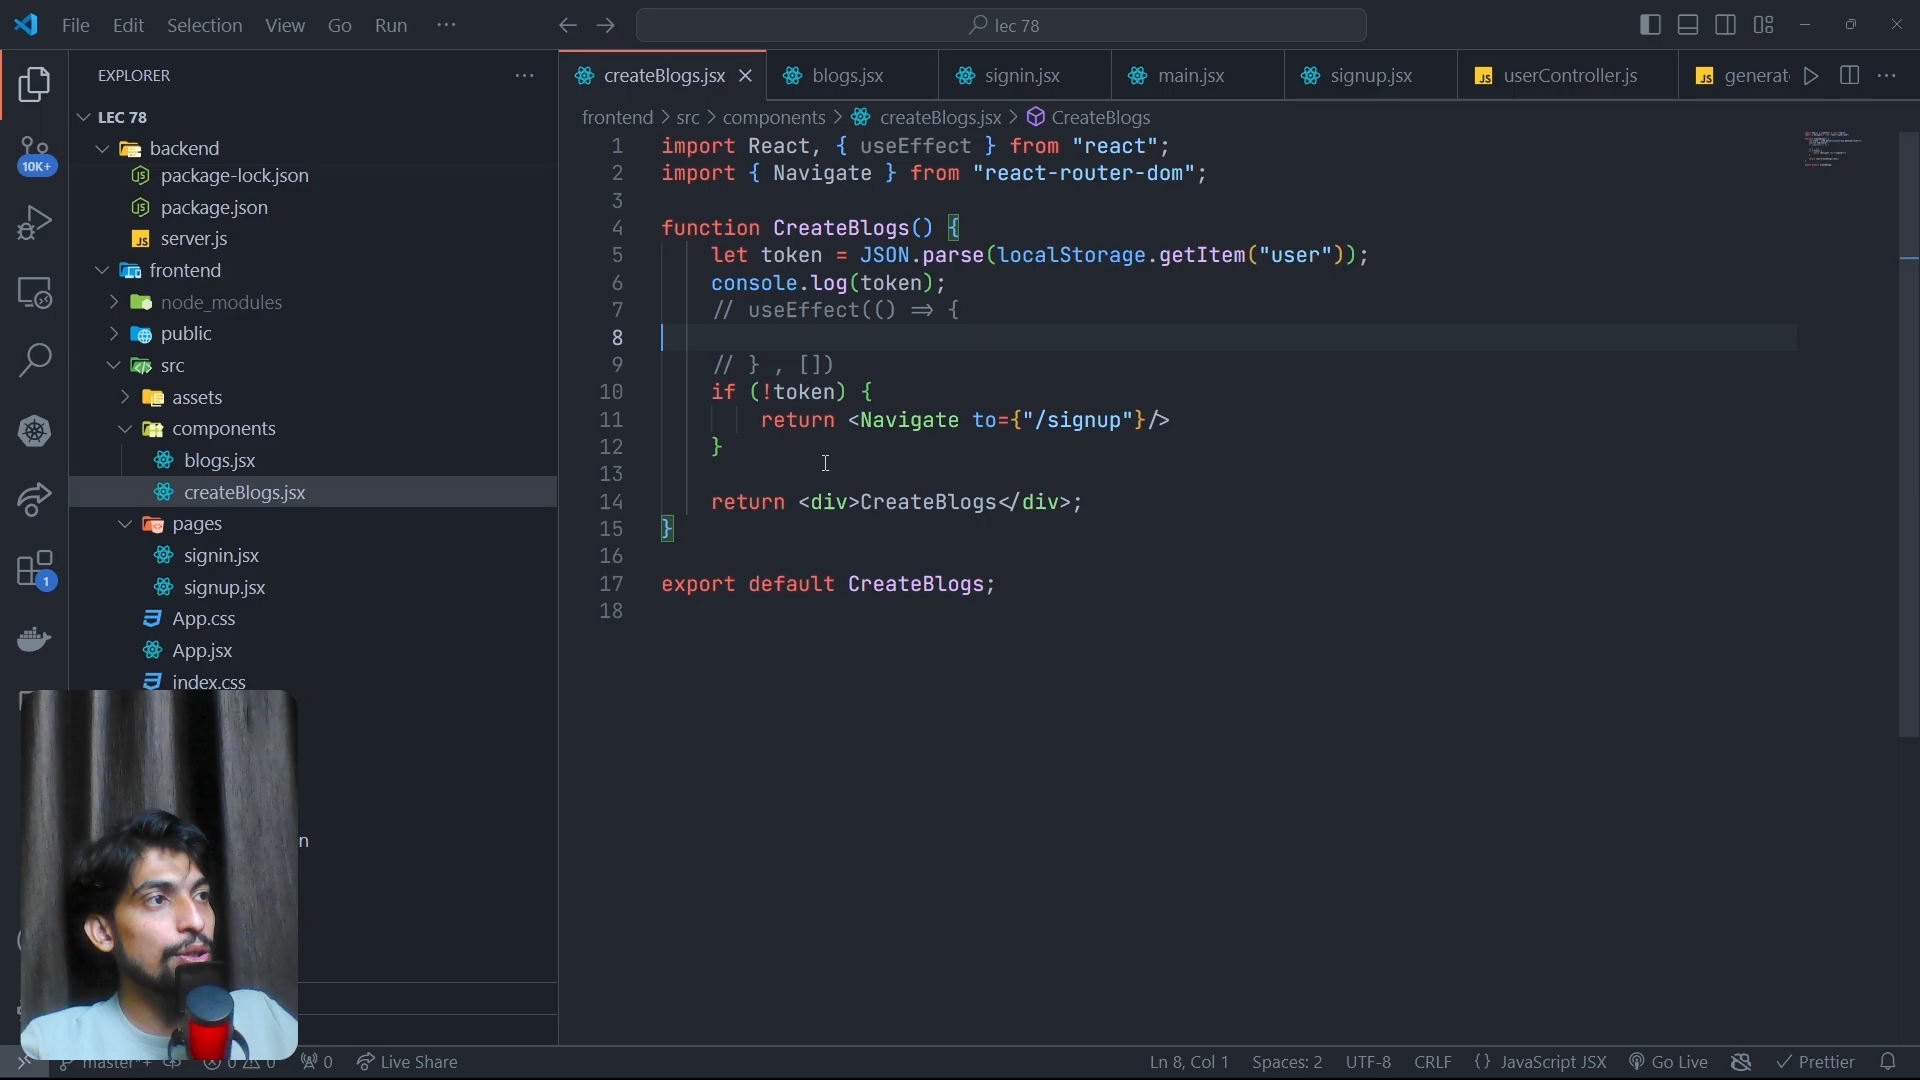 File Edit Selection View Go Run ···
lec 78
EXPLORER
LEC 78
backend
package-lock.json
package.json
server.js
frontend
node_modules
public
src
assets
components
blogs.jsx
createBlogs.jsx
pages
signin.jsx
signup.jsx
App.css
App.jsx
index.css
n
10K+
1
createBlogs.jsx blogs.jsx signin.jsx main.jsx signup.jsx userController.js generat
frontend > src > components > createBlogs.jsx > CreateBlogs
1 import React, { useEffect } from "react";
2 import { Navigate } from "react-router-dom";
3
4 function CreateBlogs() {
5 let token = JSON.parse(localStorage.getItem("user"));
6 console.log(token);
7 // useEffect(() => {
8
9 // } , [])
10 if (!token) {
11 return <Navigate to={"/signup"}/>
12 }
13
14 return <div>CreateBlogs</div>;
15 }
16
17 export default CreateBlogs;
18
master*+ 0 0 0 Live Share Ln 8, Col 1 Spaces: 2 UTF-8 CRLF {} JavaScript JSX Go Live Prettier